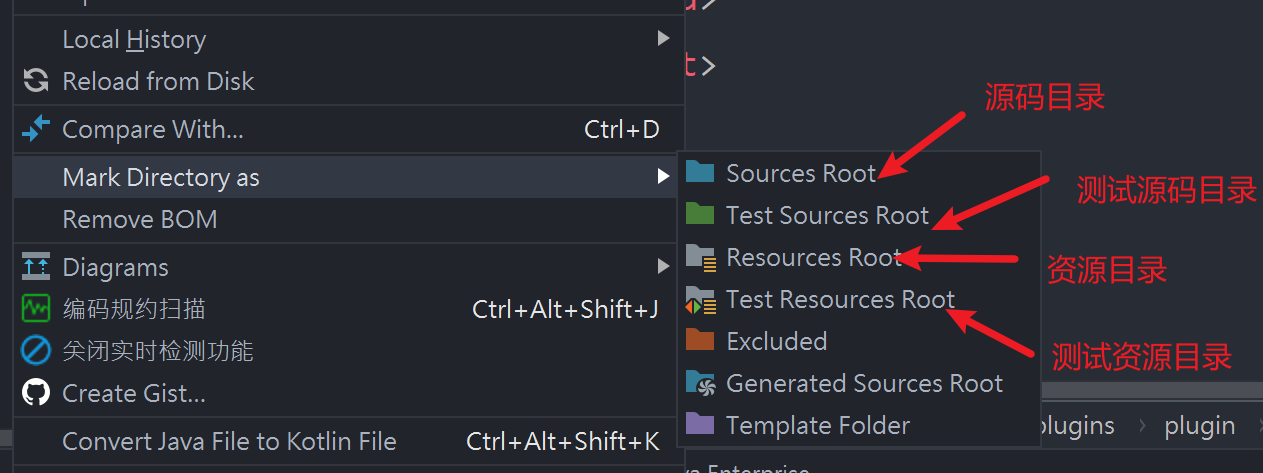 Local History
Reload from Disk
Compare With... Ctrl+D
Mark Directory as
Remove BOM
Diagrams
编码规约扫描 Ctrl+Alt+Shift+J
关闭实时检测功能
Create Gist...
Convert Java File to Kotlin File Ctrl+Alt+Shift+K
t>
Sources Root
Test Sources Root
Resources Root
Test Resources Root
Excluded
Generated Sources Root
Template Folder
源码目录
测试源码目录
资源目录
测试资源目录
plugins › plugin
Enterprise